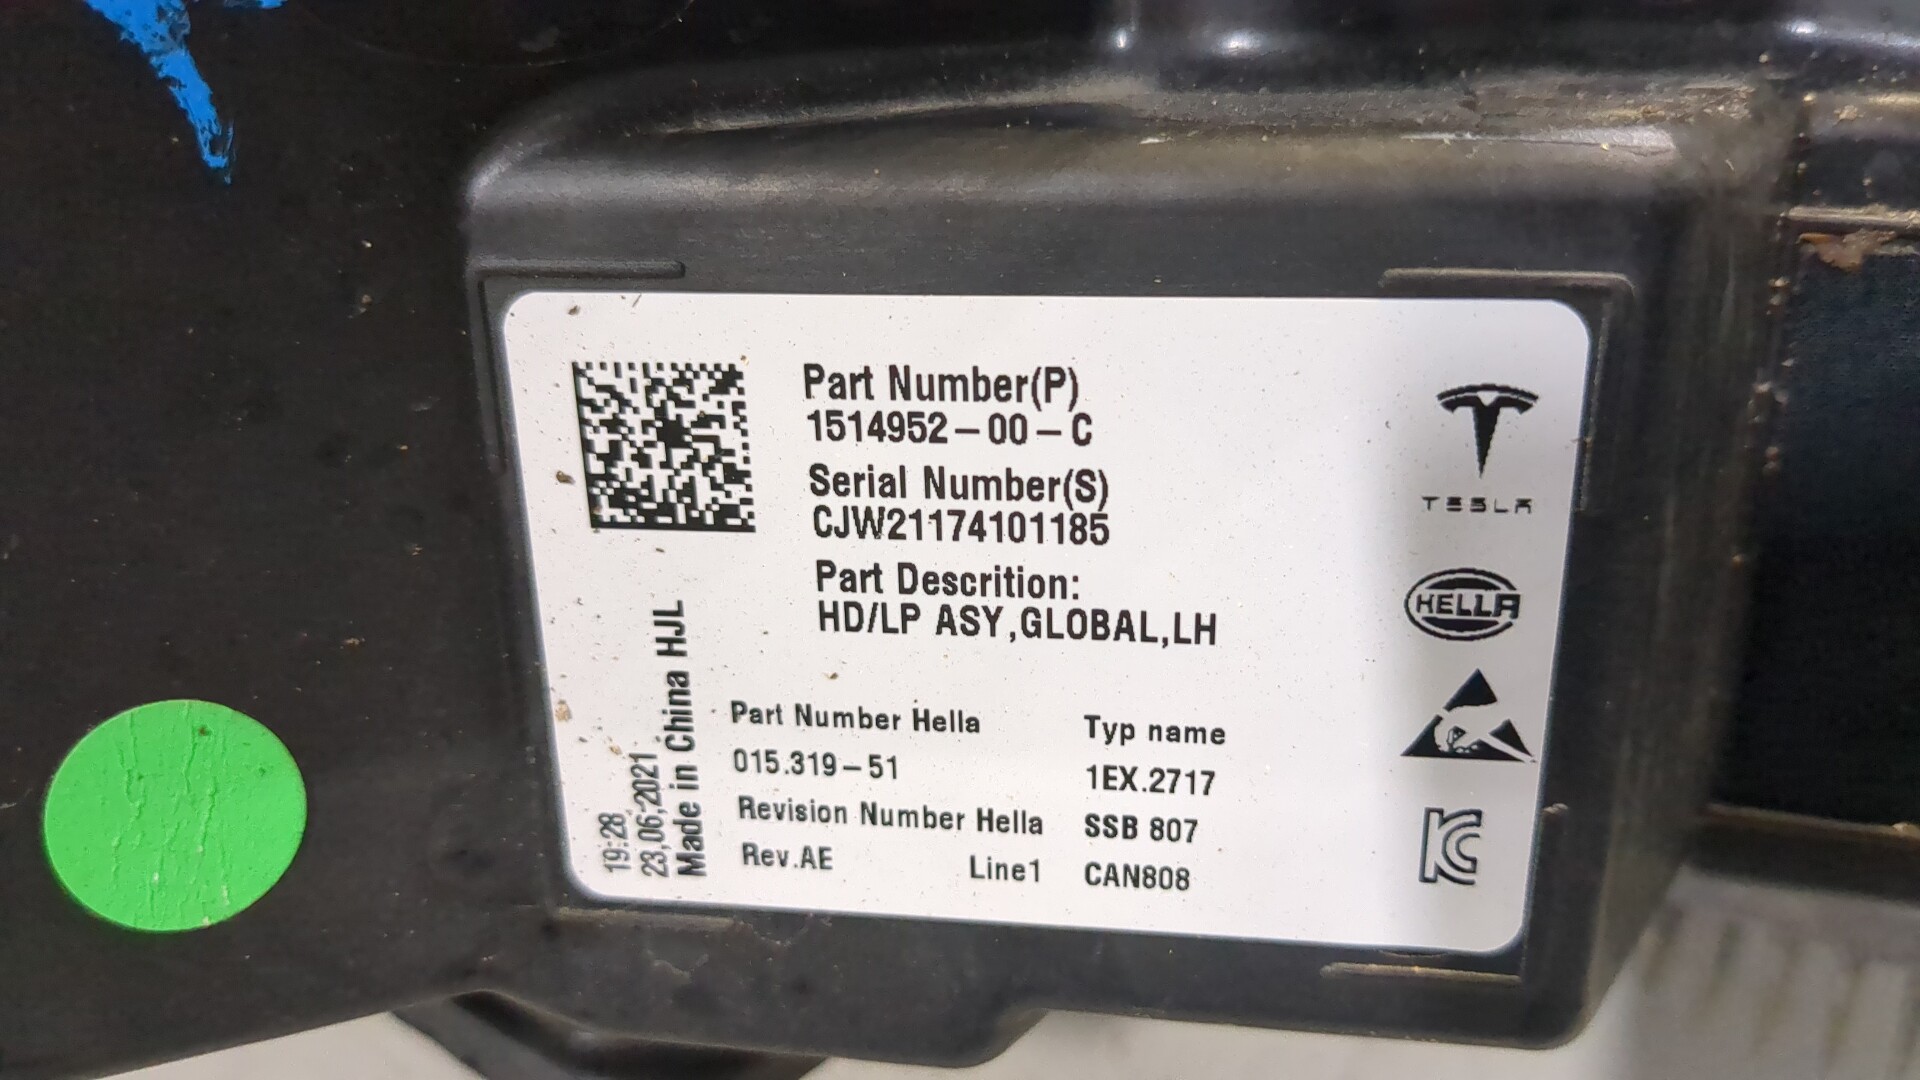 Part Number(P)
1514952-00-C
Serial Number(S)
CJW21174101185
Part Descrition:
HD/LP ASY,GLOBAL,LH
Part Number Hella
015.319-51
Revision Number Hella
Rev.AE
Line1
Typ name
1EX.2717
SSB 807
CAN808
19:28
23,06,2021
Made in China HJL
TESLA
HELLA
KC